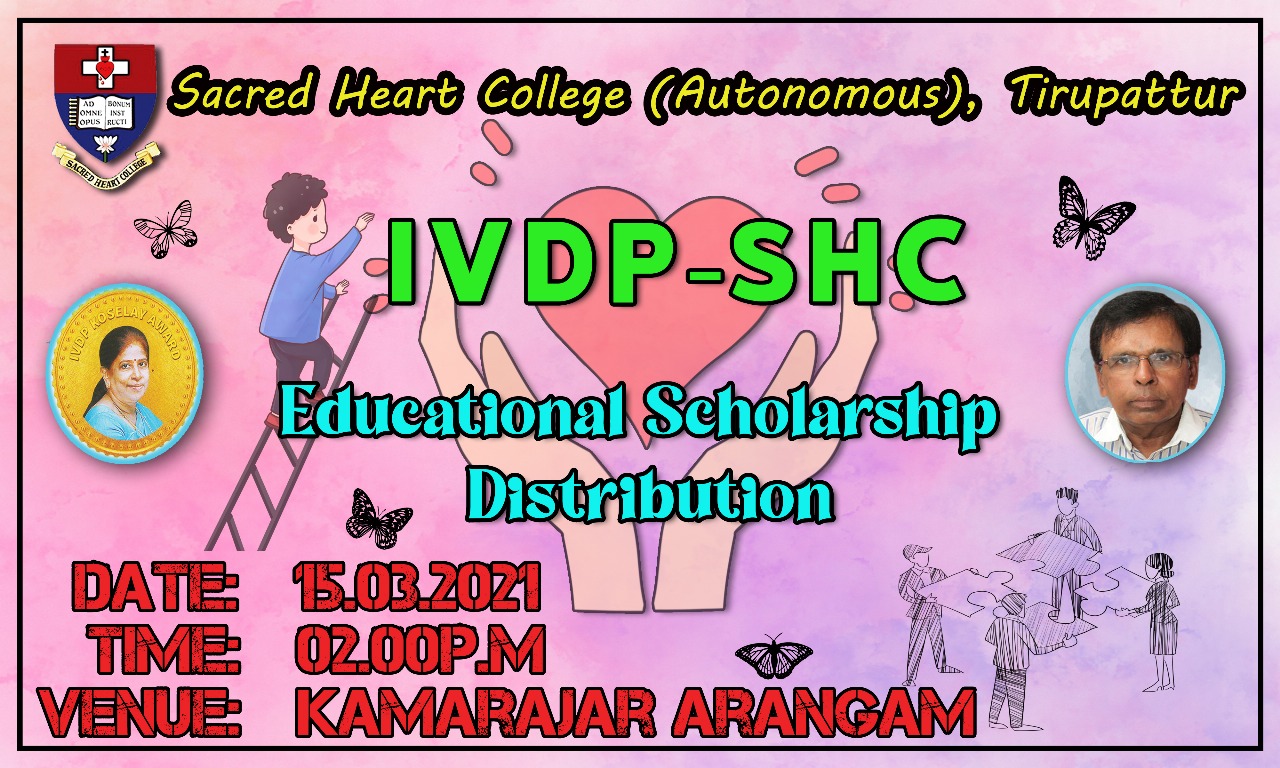 Sacred Heart College (Autonomous), Tirupattur
AD OMNE OPUS
BONUM INST RUCTI
SACRED HEART COLLEGE
IVDP-SHC
IVDP ROSELAY AWARD
Educational Scholarship
Distribution
DATE: 15.03.2021
TIME: 02.00P.M
VENUE: KAMARAJAR ARANGAM